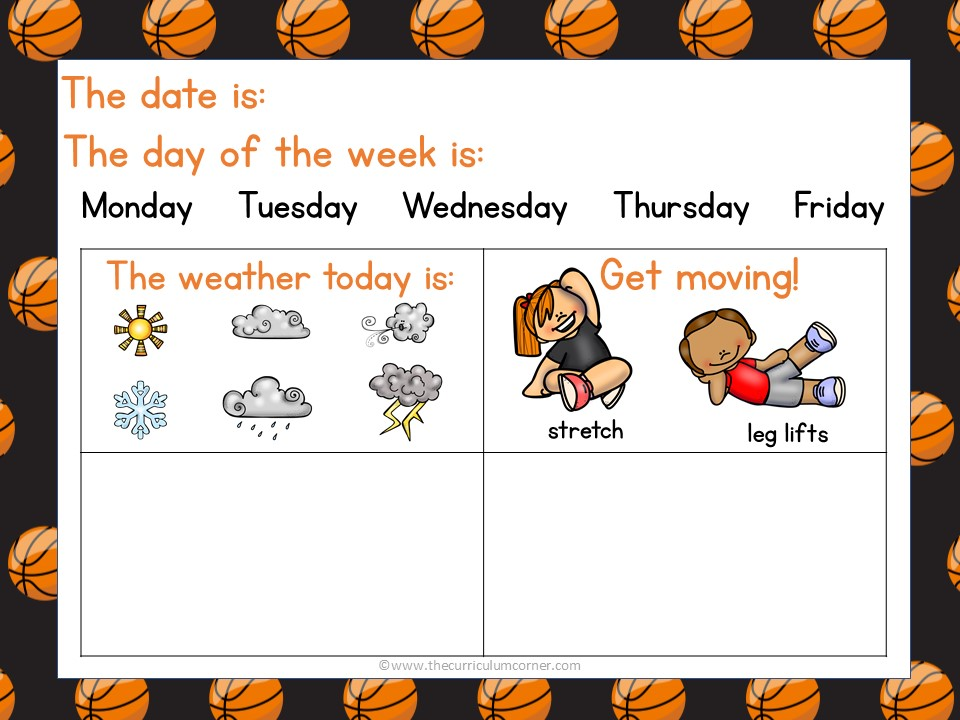 The date is:
The day of the week is:
Monday Tuesday Wednesday Thursday Friday
The weather today is:
Get moving!
stretch
leg lifts
©www.thecurriculumcorner.com